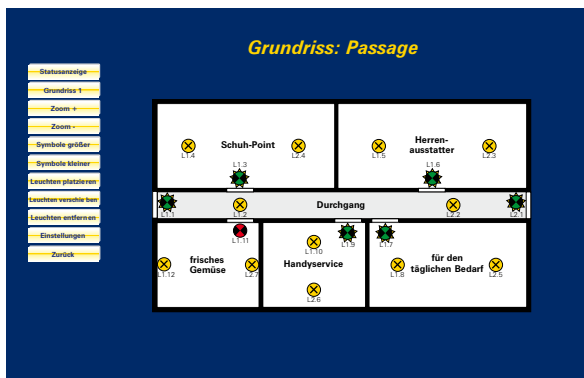 Grundriss: Passage
Statusanzeige
Grundriss 1
Zoom +
Zoom -
Symbole größer
Symbole kleiner
Leuchten platzieren
Leuchten verschie ben
Leuchten entfernen
Einstellungen
Zurück
Schuh-Point
L1.4
L2.4
L1.3
Herren-
ausstatter
L1.5
L2.3
L1.6
L1.1
L1.2
Durchgang
L2.2
L2.1
L1.11
L1.9
L1.7
frisches
Gemüse
L1.12
L2.7
L1.10
Handyservice
L2.6
für den
täglichen Bedarf
L1.8
L2.5